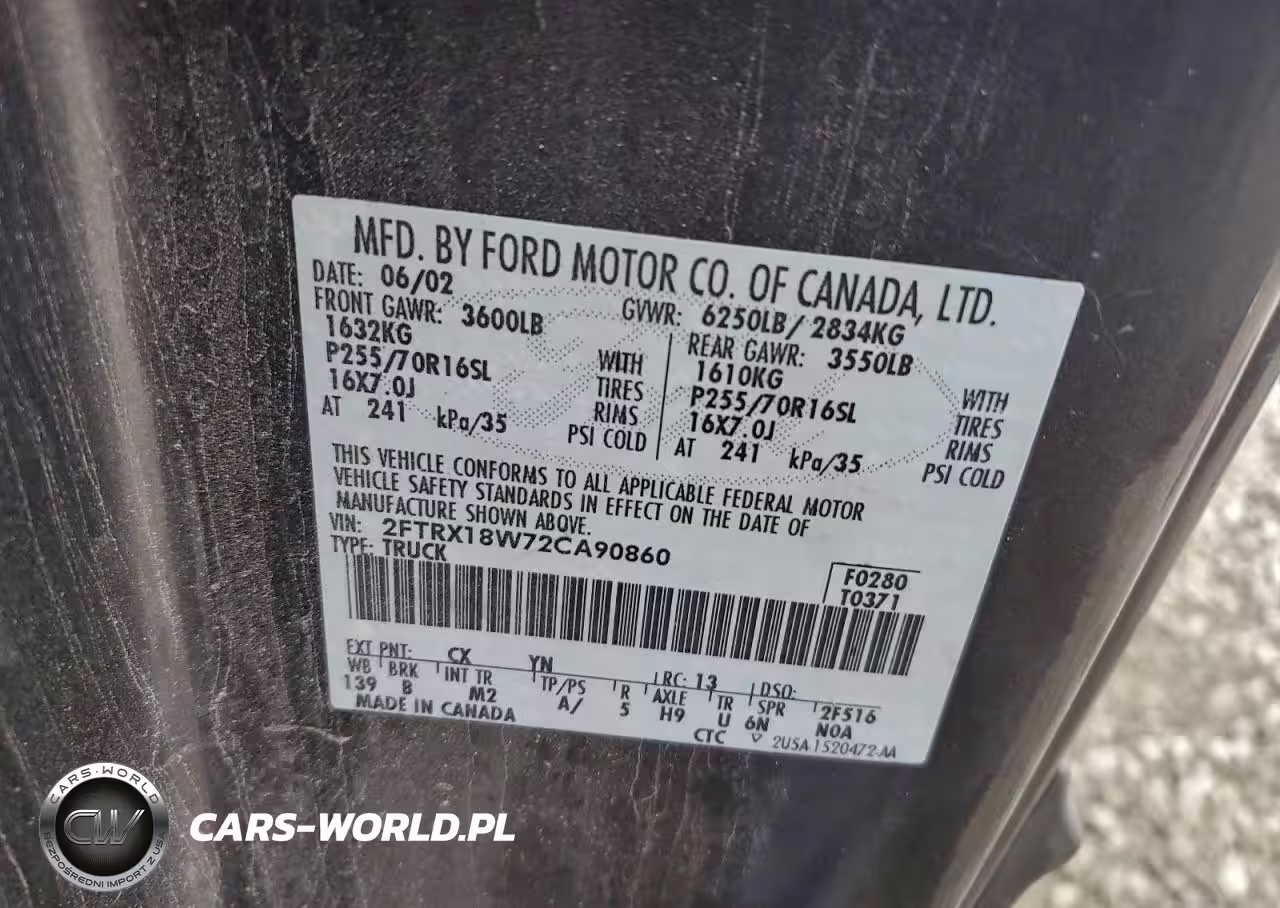 MFD. BY FORD MOTOR CO. OF CANADA, LTD.
DATE: 06/02 GVWR: 6250LB/ 2834KG
FRONT GAWR: 3600LB REAR GAWR: 3550LB
1632KG WITH 1610KG WITH
P255/70R16SL TIRES P255/70R16SL TIRES
16X7.0J RIMS 16X7.0J RIMS
AT 241 kPa/35 PSI COLD AT 241 kPa/35 PSI COLD
THIS VEHICLE CONFORMS TO ALL APPLICABLE FEDERAL MOTOR
VEHICLE SAFETY STANDARDS IN EFFECT ON THE DATE OF
MANUFACTURE SHOWN ABOVE.
VIN: 2FTRX18W72CA90860
TYPE: TRUCK
F0280
T0371
EXT PNT: CX YN RC: 13 DSO:
WB BRK INT TR TP/PS R AXLE TR SPR 2F516
139 B M2 A/ 5 H9 U 6N N0A
MADE IN CANADA CTC ▽ 2U5A 1520472 AA
CARS-WORLD
CW
BEZPOŚREDNI IMPORT Z USA
CARS-WORLD.PL